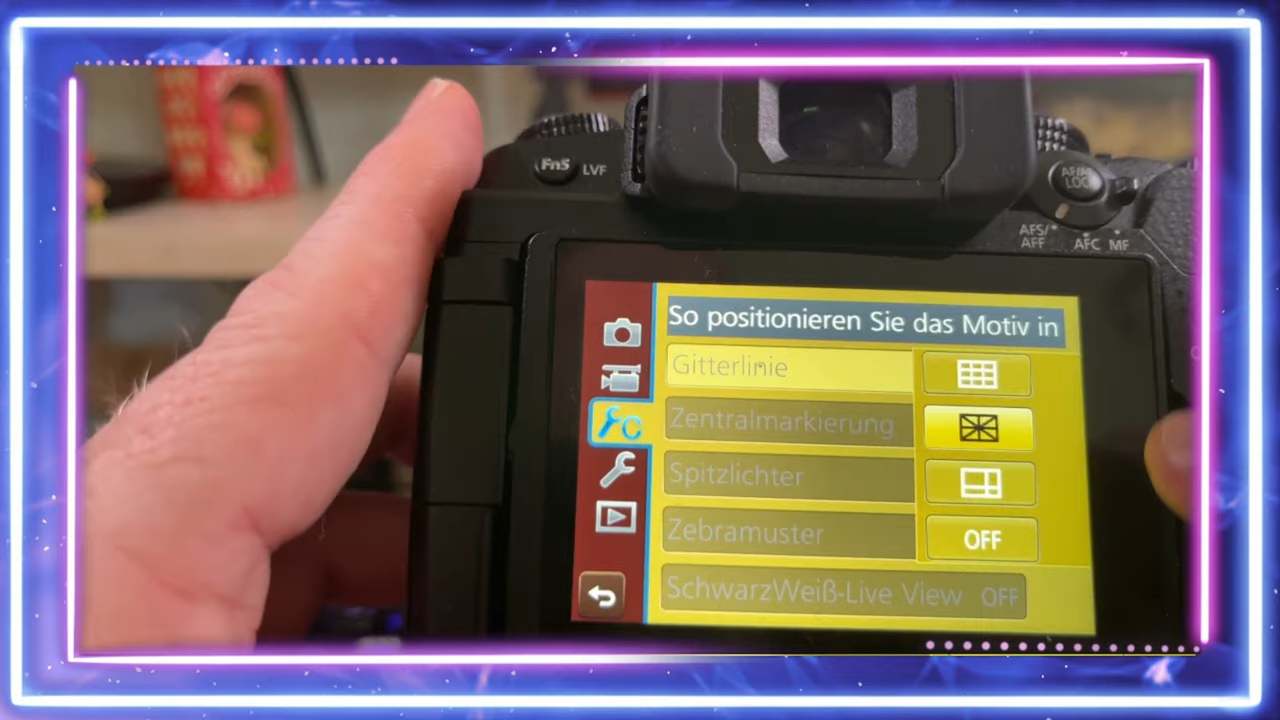 Fn5 LVF
AF/AE
LOC
AFS/
AFF AFC MF
So positionieren Sie das Motiv in
Gitterlinie
Zentralmarkierung
Spitzlichter
Zebramuster OFF
SchwarzWeiß-Live View OFF